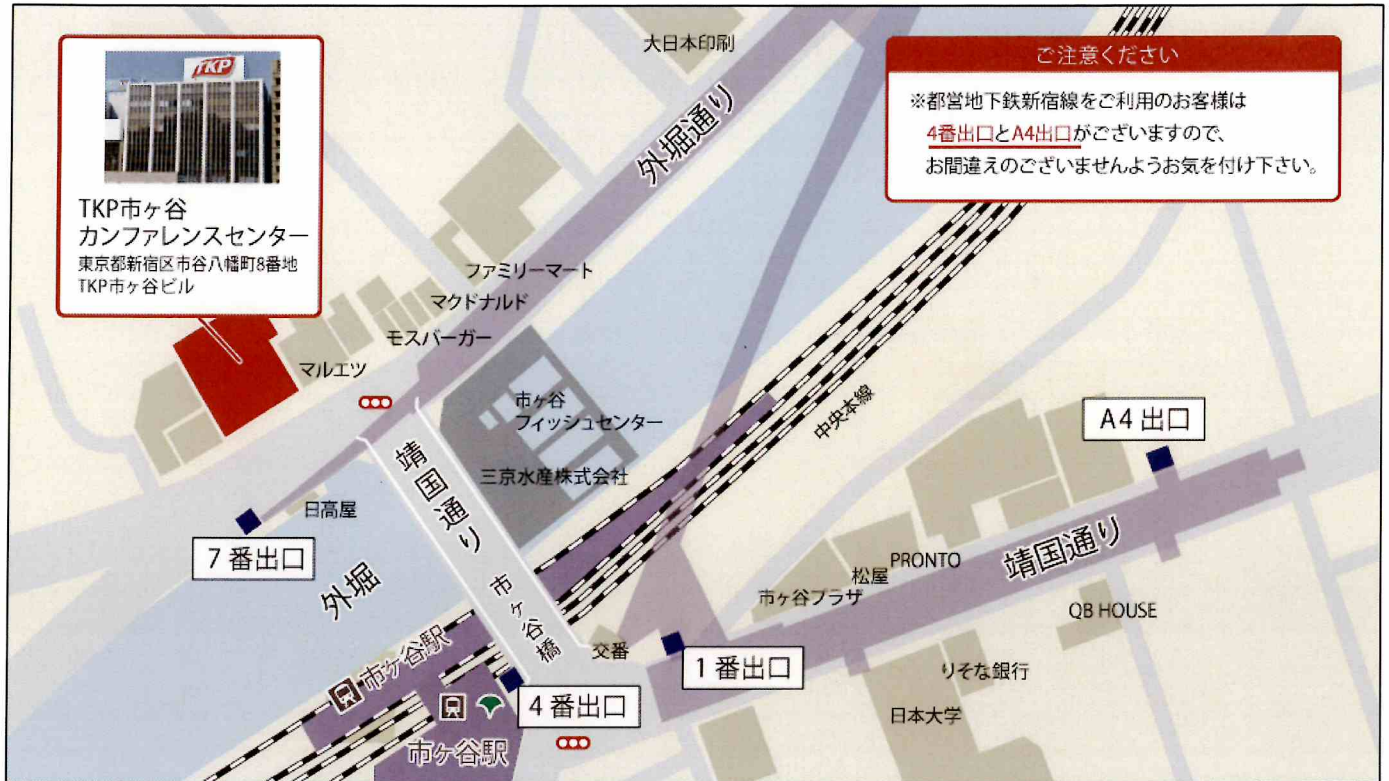 大日本印刷
TKP
TKP市ヶ谷
カンファレンスセンター
東京都新宿区市谷八幡町8番地
TKP市ヶ谷ビル
ご注意ください
※都営地下鉄新宿線をご利用のお客様は
4番出口とA4出口がございますので、
お間違えのございませんようお気を付け下さい。
外堀通り
ファミリーマート
マクドナルド
モスバーガー
マルエツ
市ヶ谷
フィッシュセンター
三京水産株式会社
中央本線
A4 出口
靖国通り
日高屋
7 番出口
外堀
市ヶ谷橋
PRONTO
松屋
市ヶ谷プラザ
靖国通り
QB HOUSE
交番
1 番出口
りそな銀行
日本大学
市ヶ谷駅
4 番出口
市ヶ谷駅